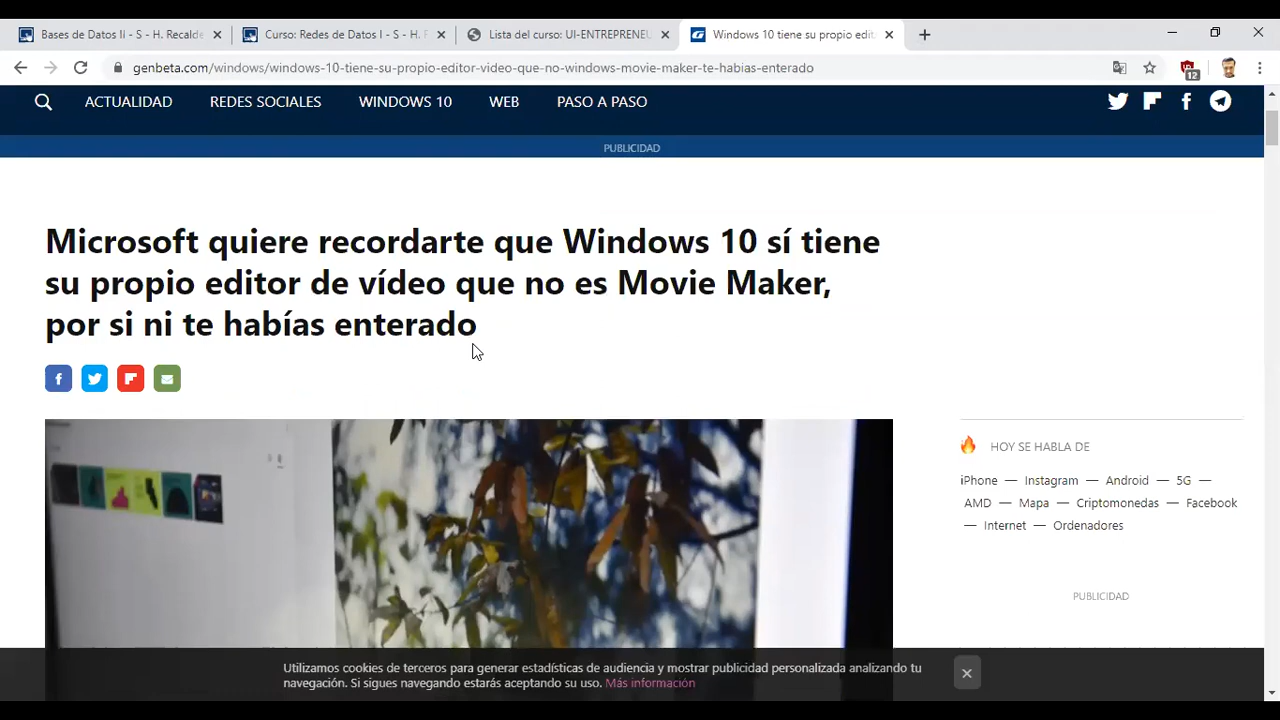 Bases de Datos Ii - S - H. Recalde
Curso: Redes de Datos I - S - H. F
Lista del curso: UI-ENTREPRENEU
Windows 10 tiene su propio edit
genbeta.com/windows/windows-10-tiene-su-propio-editor-video-que-no-windows-movie-maker-te-habias-enterado
12
ACTUALIDAD REDES SOCIALES WINDOWS 10 WEB PASO A PASO
PUBLICIDAD
Microsoft quiere recordarte que Windows 10 sí tiene
su propio editor de vídeo que no es Movie Maker,
por si ni te habías enterado
HOY SE HABLA DE
iPhone — Instagram — Android — 5G —
AMD — Mapa — Criptomonedas — Facebook
— Internet — Ordenadores
PUBLICIDAD
Utilizamos cookies de terceros para generar estadísticas de audiencia y mostrar publicidad personalizada analizando tu
navegación. Si sigues navegando estarás aceptando su uso. Más información